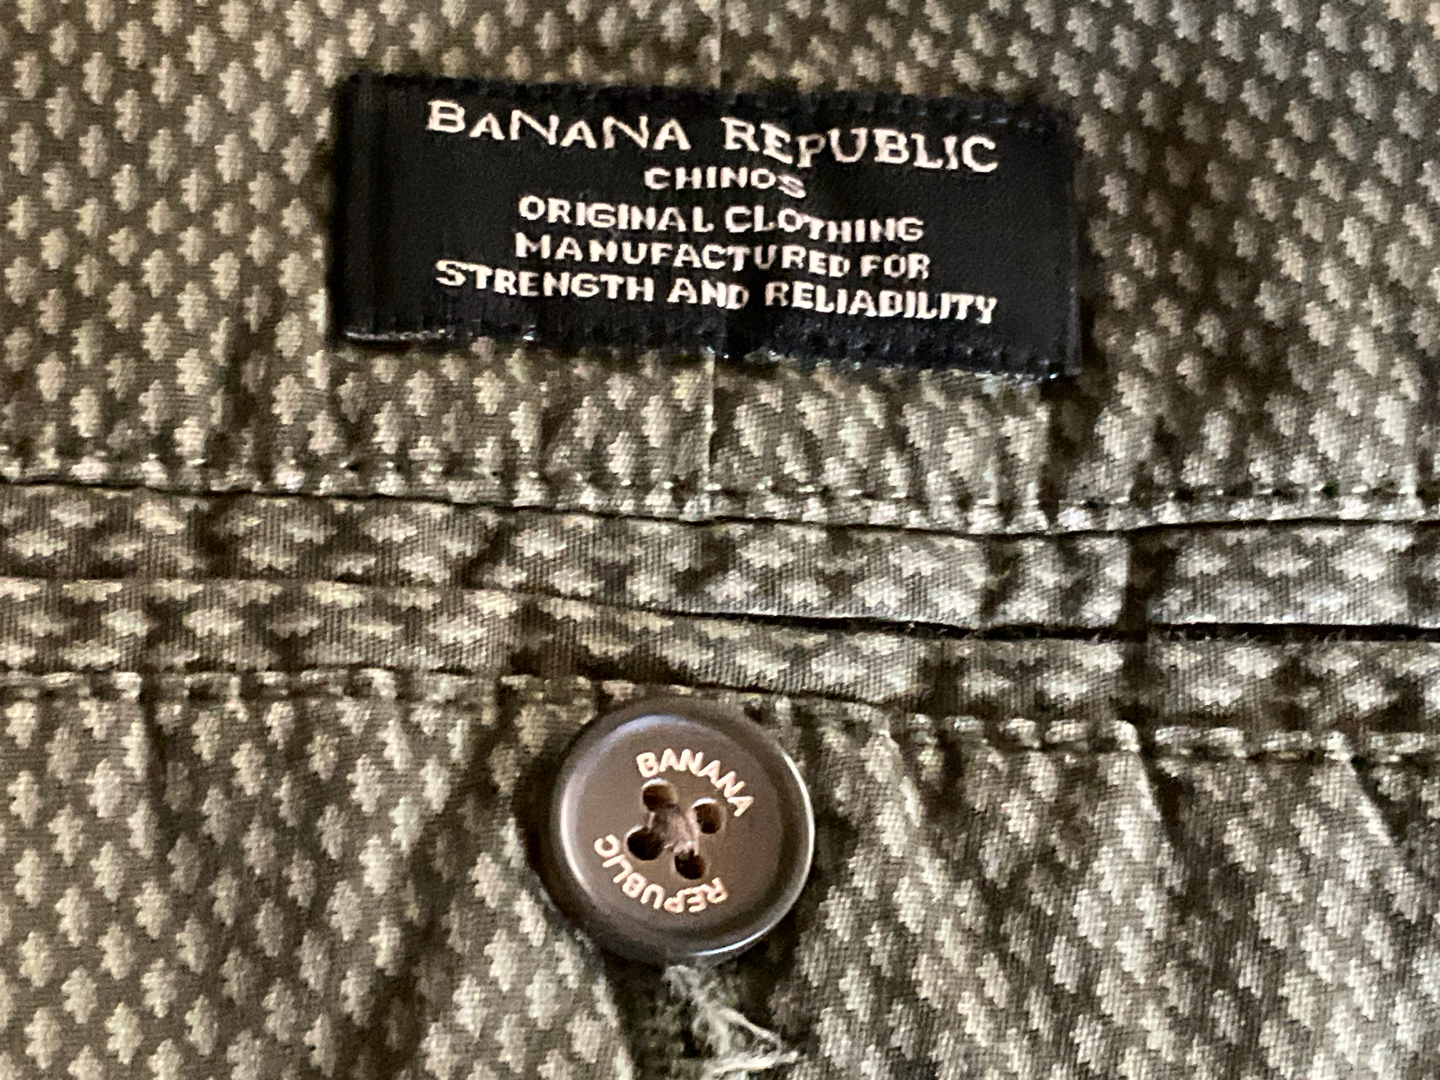 BANANA REPUBLIC
CHINOS
ORIGINAL CLOTHING
MANUFACTURED FOR
STRENGTH AND RELIABILITY
BANANA
REPUBLIC